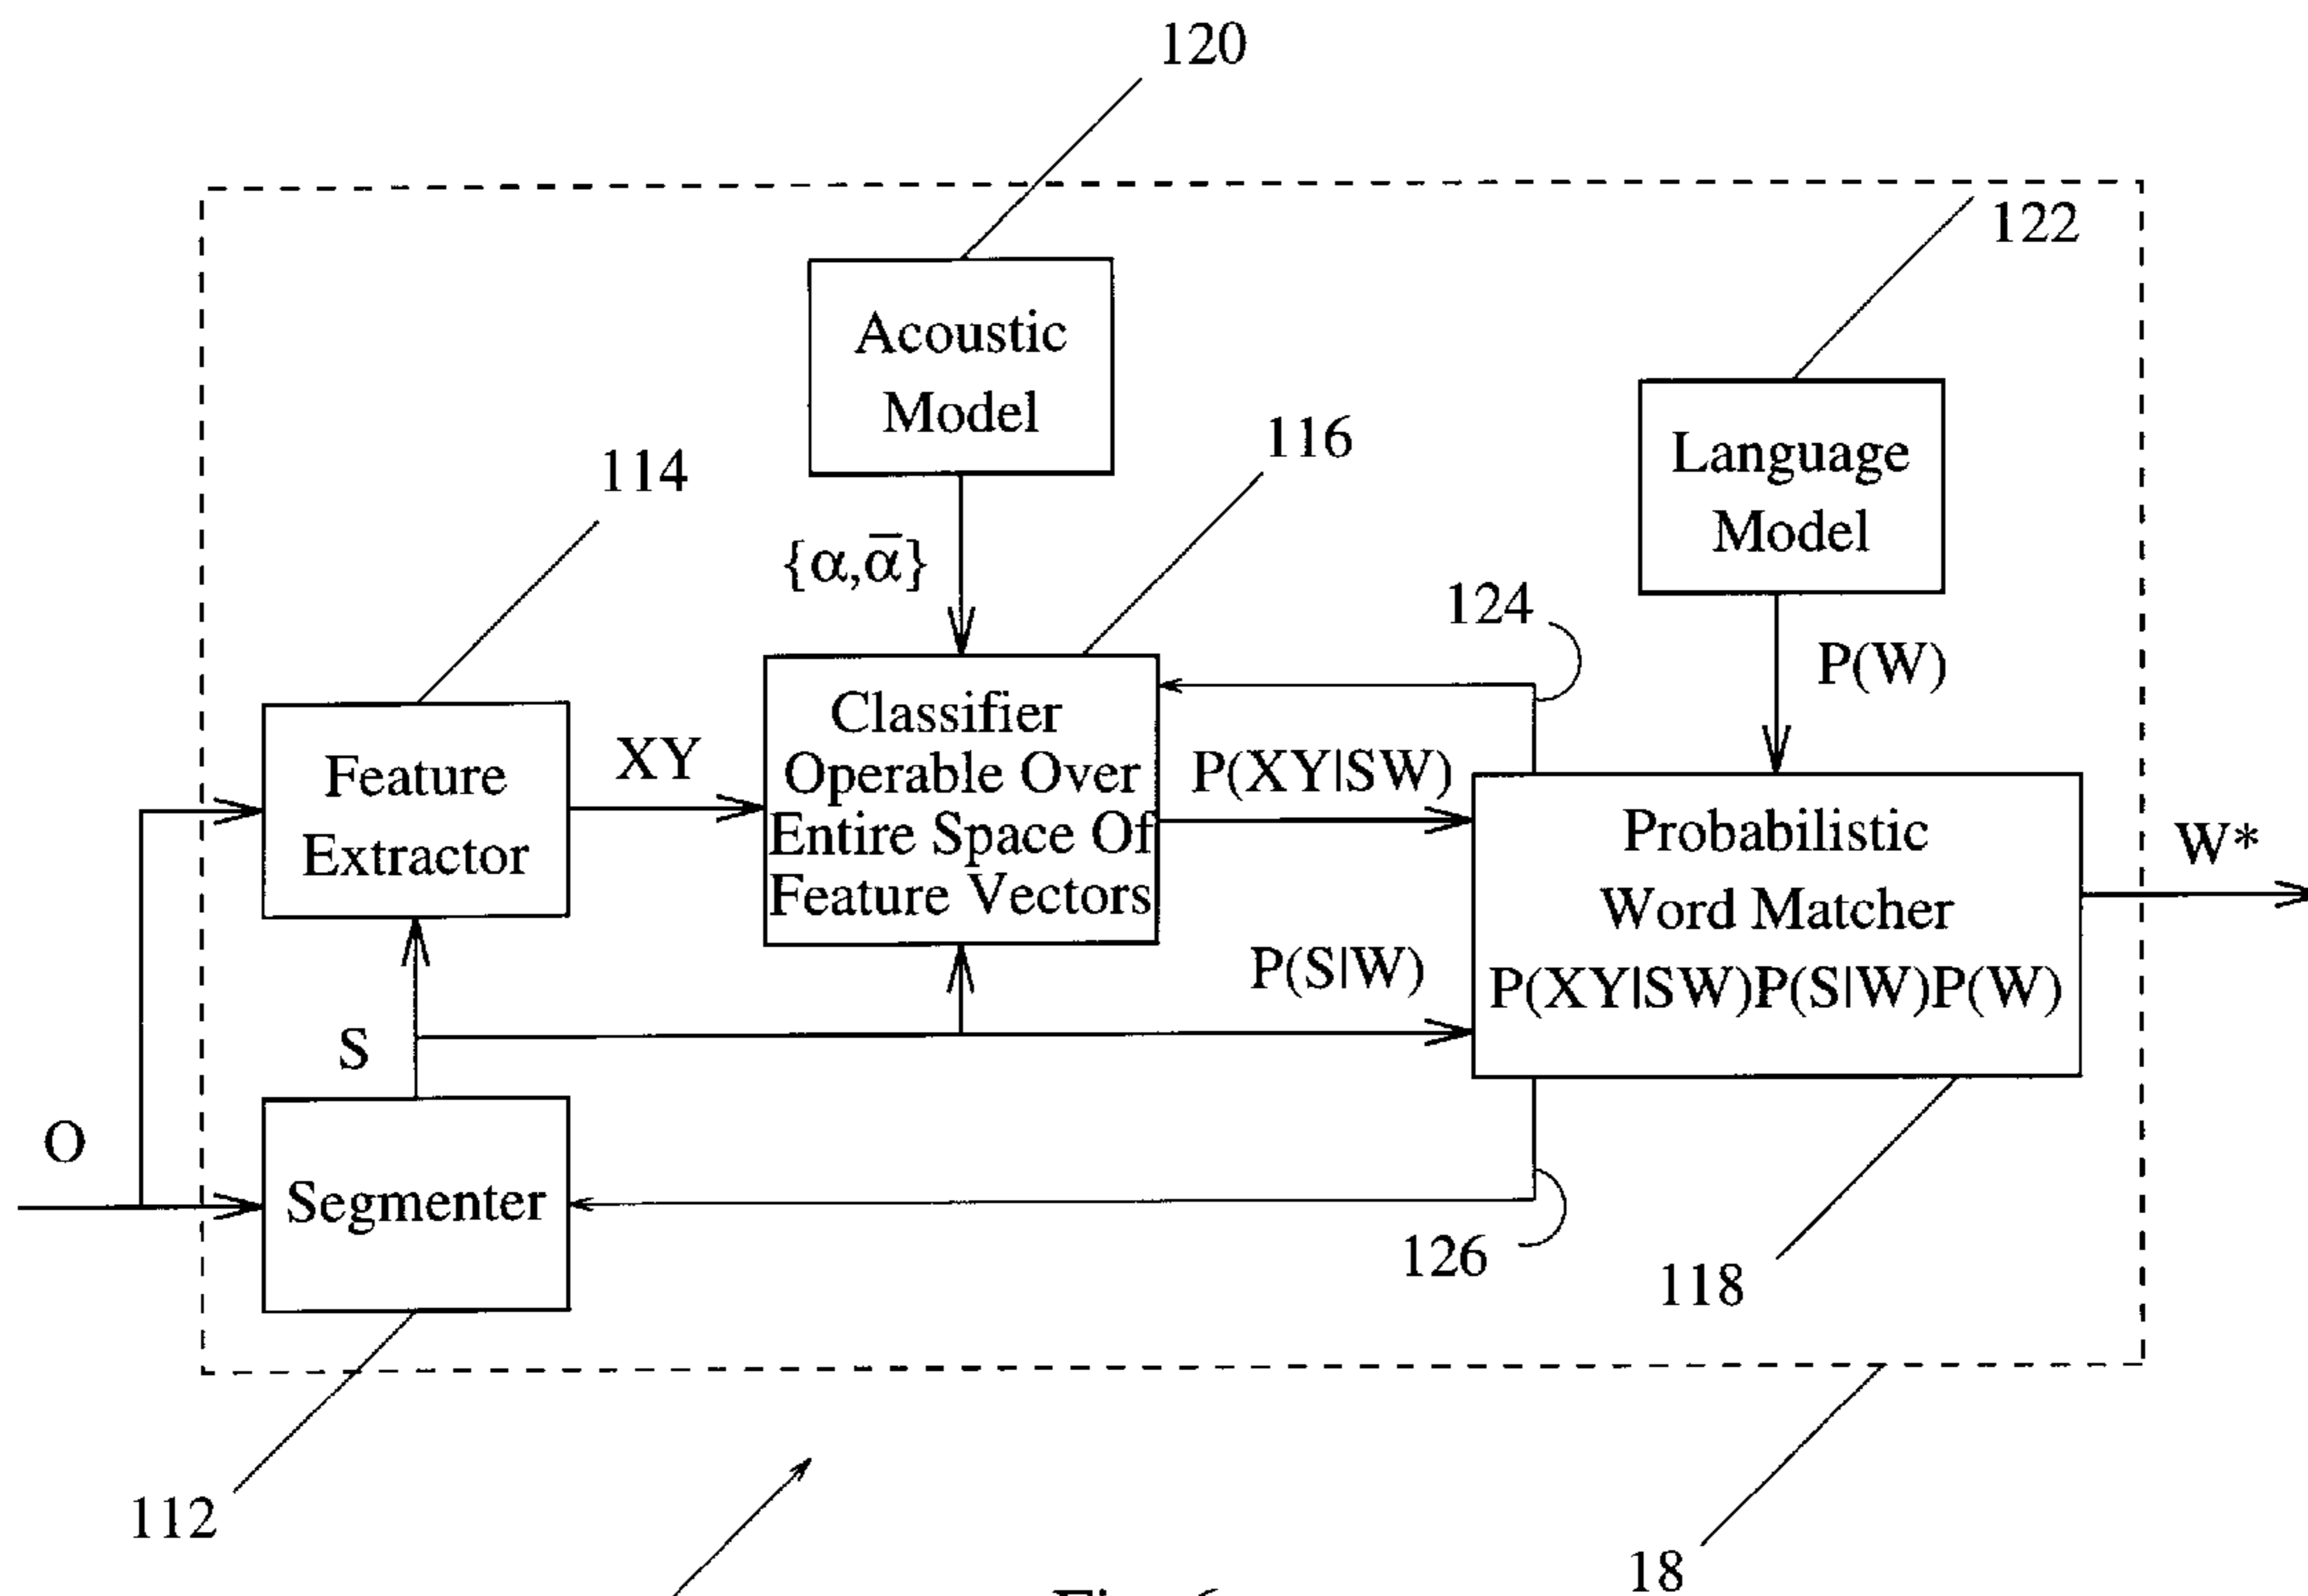 120
122
Acoustic
Model
116
Language
Model
114
{α,ᾱ}
124
P(W)
Classifier
Operable Over
Entire Space Of
Feature Vectors
Feature
Extractor
XY
P(XY|SW)
Probabilistic
Word Matcher
P(XY|SW)P(S|W)P(W)
W*
P(S|W)
S
O
Segmenter
126
118
112
18